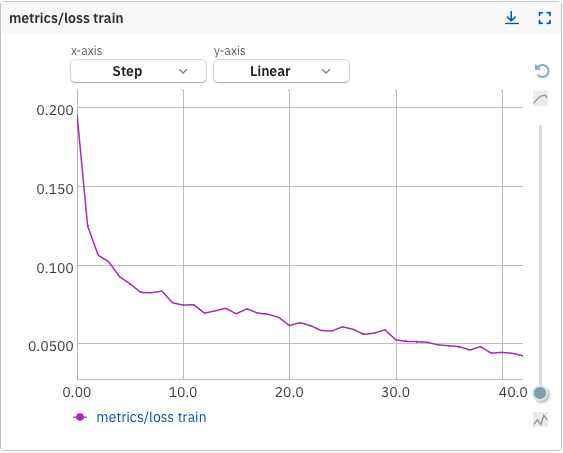 metrics/loss train
x-axis
y-axis
Step
Linear
0.200
0.150
0.100
0.0500
0.00
10.0
20.0
30.0
40.0
metrics/loss train